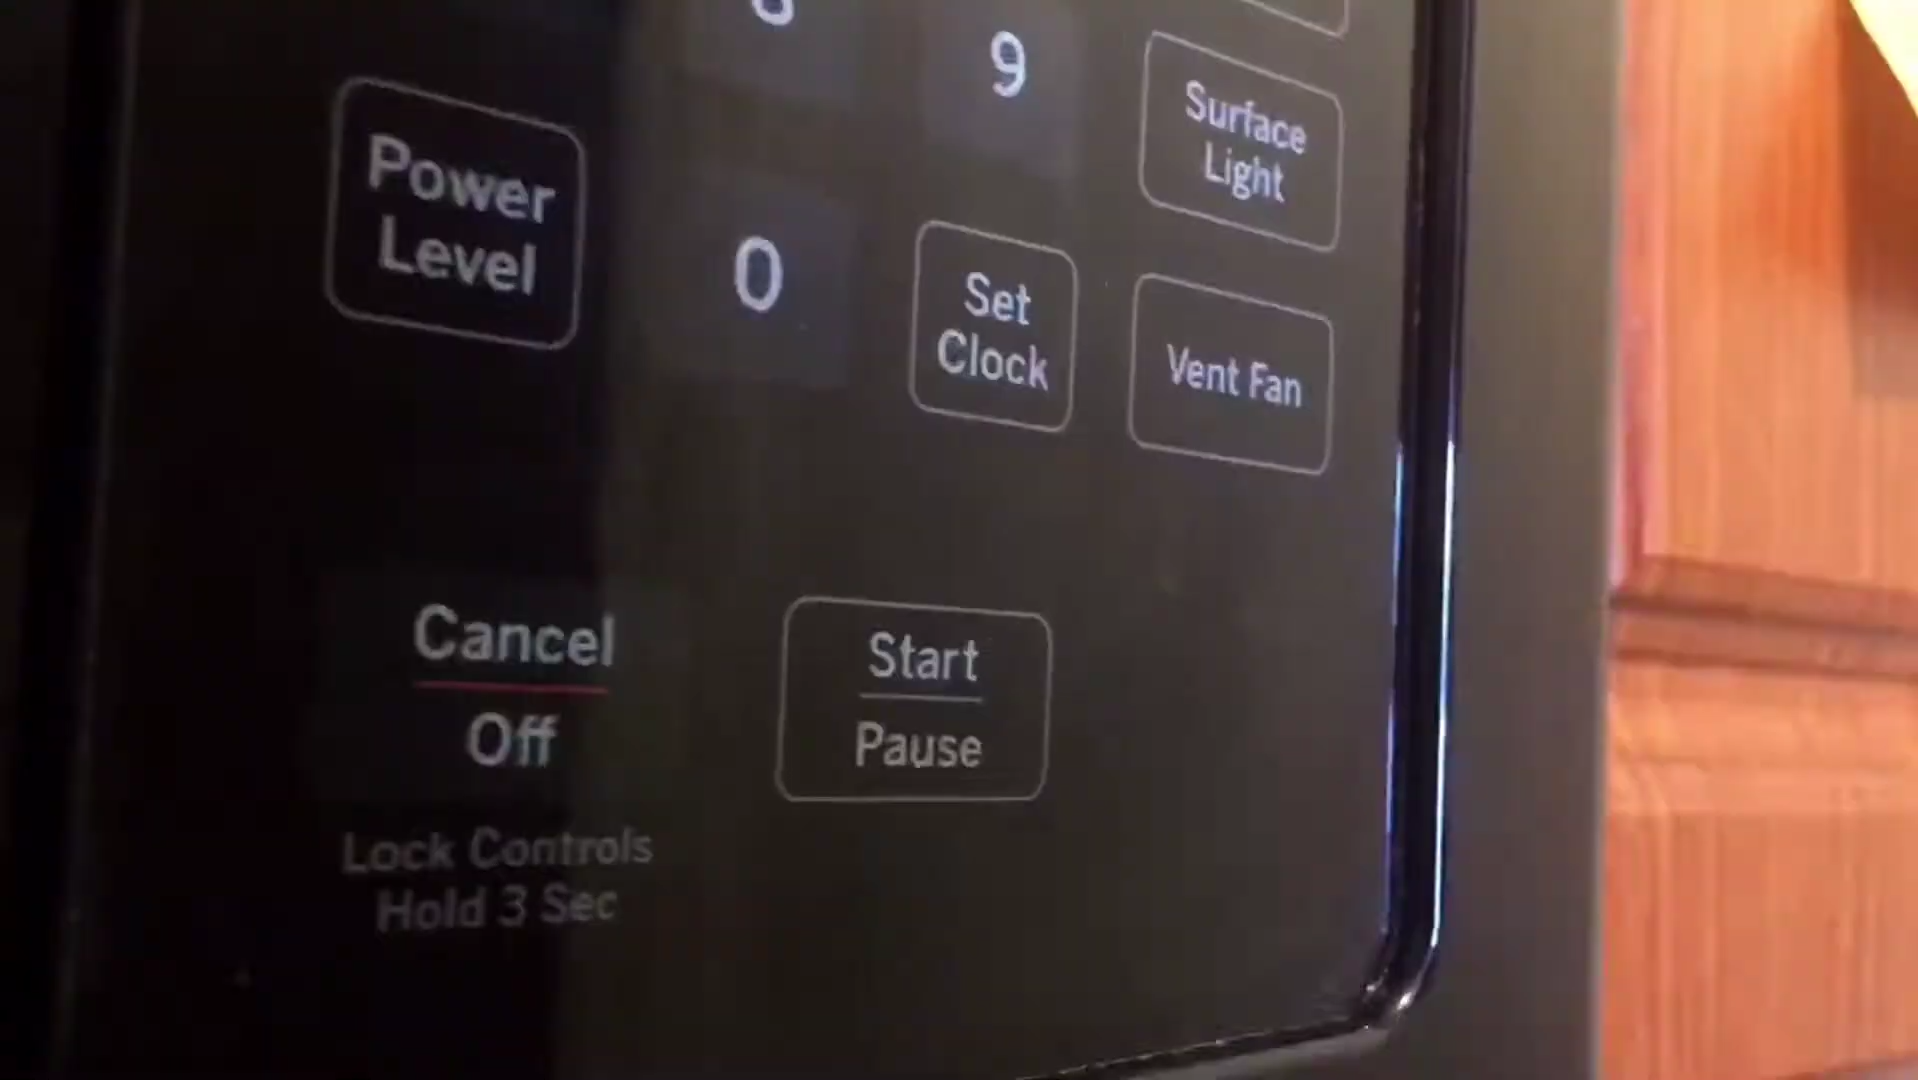 9
Surface
Light
Power
Level
0
Set
Clock
Vent Fan
Cancel
Off
Start
Pause
Lock Controls
Hold 3 Sec